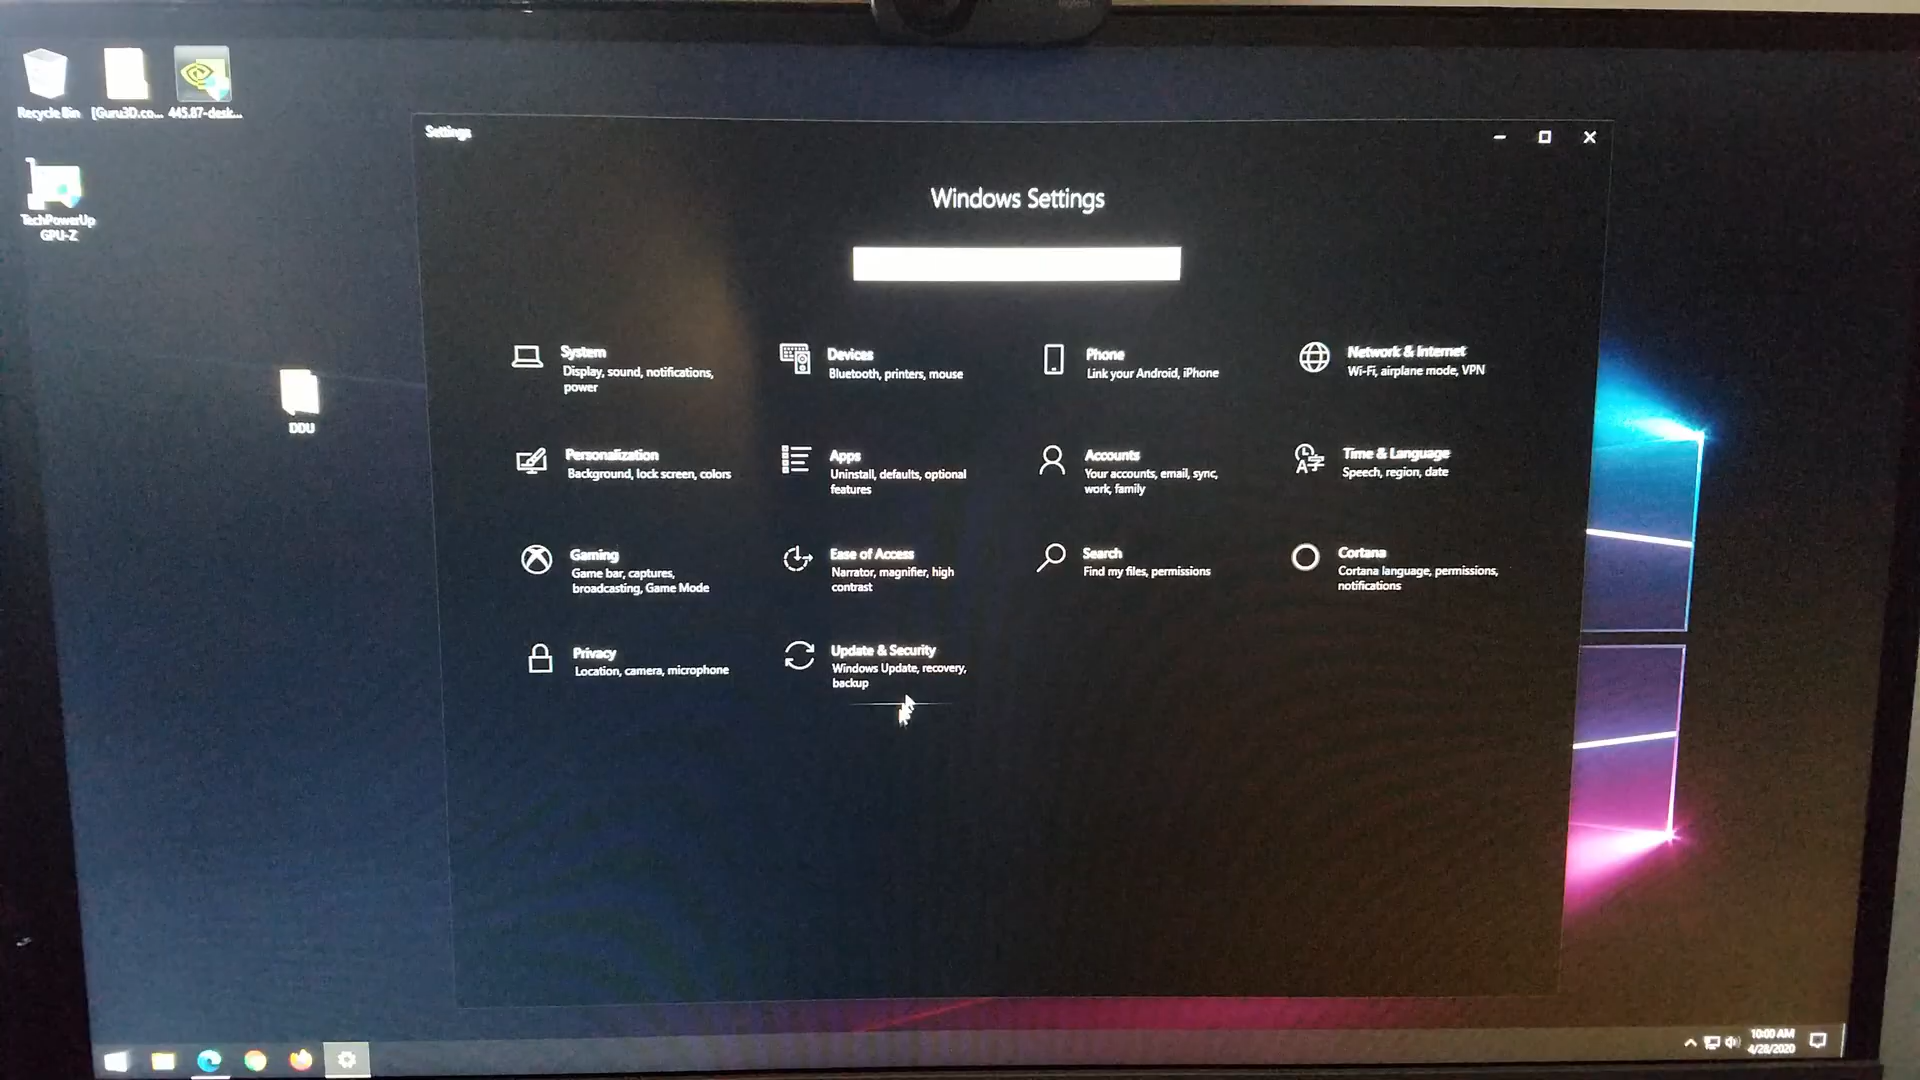 Recycle Bin
[Guru3D.co...
445.87-desk...
TechPowerUp
GPU-Z
DDU
Settings
Windows Settings
System
Display, sound, notifications,
power
Devices
Bluetooth, printers, mouse
Phone
Link your Android, iPhone
Network & Internet
Wi-Fi, airplane mode, VPN
Personalization
Background, lock screen, colors
Apps
Uninstall, defaults, optional
features
Accounts
Your accounts, email, sync,
work, family
Time & Language
Speech, region, date
Gaming
Game bar, captures,
broadcasting, Game Mode
Ease of Access
Narrator, magnifier, high
contrast
Search
Find my files, permissions
Cortana
Cortana language, permissions,
notifications
Privacy
Location, camera, microphone
Update & Security
Windows Update, recovery,
backup
10:00 AM
4/28/2020